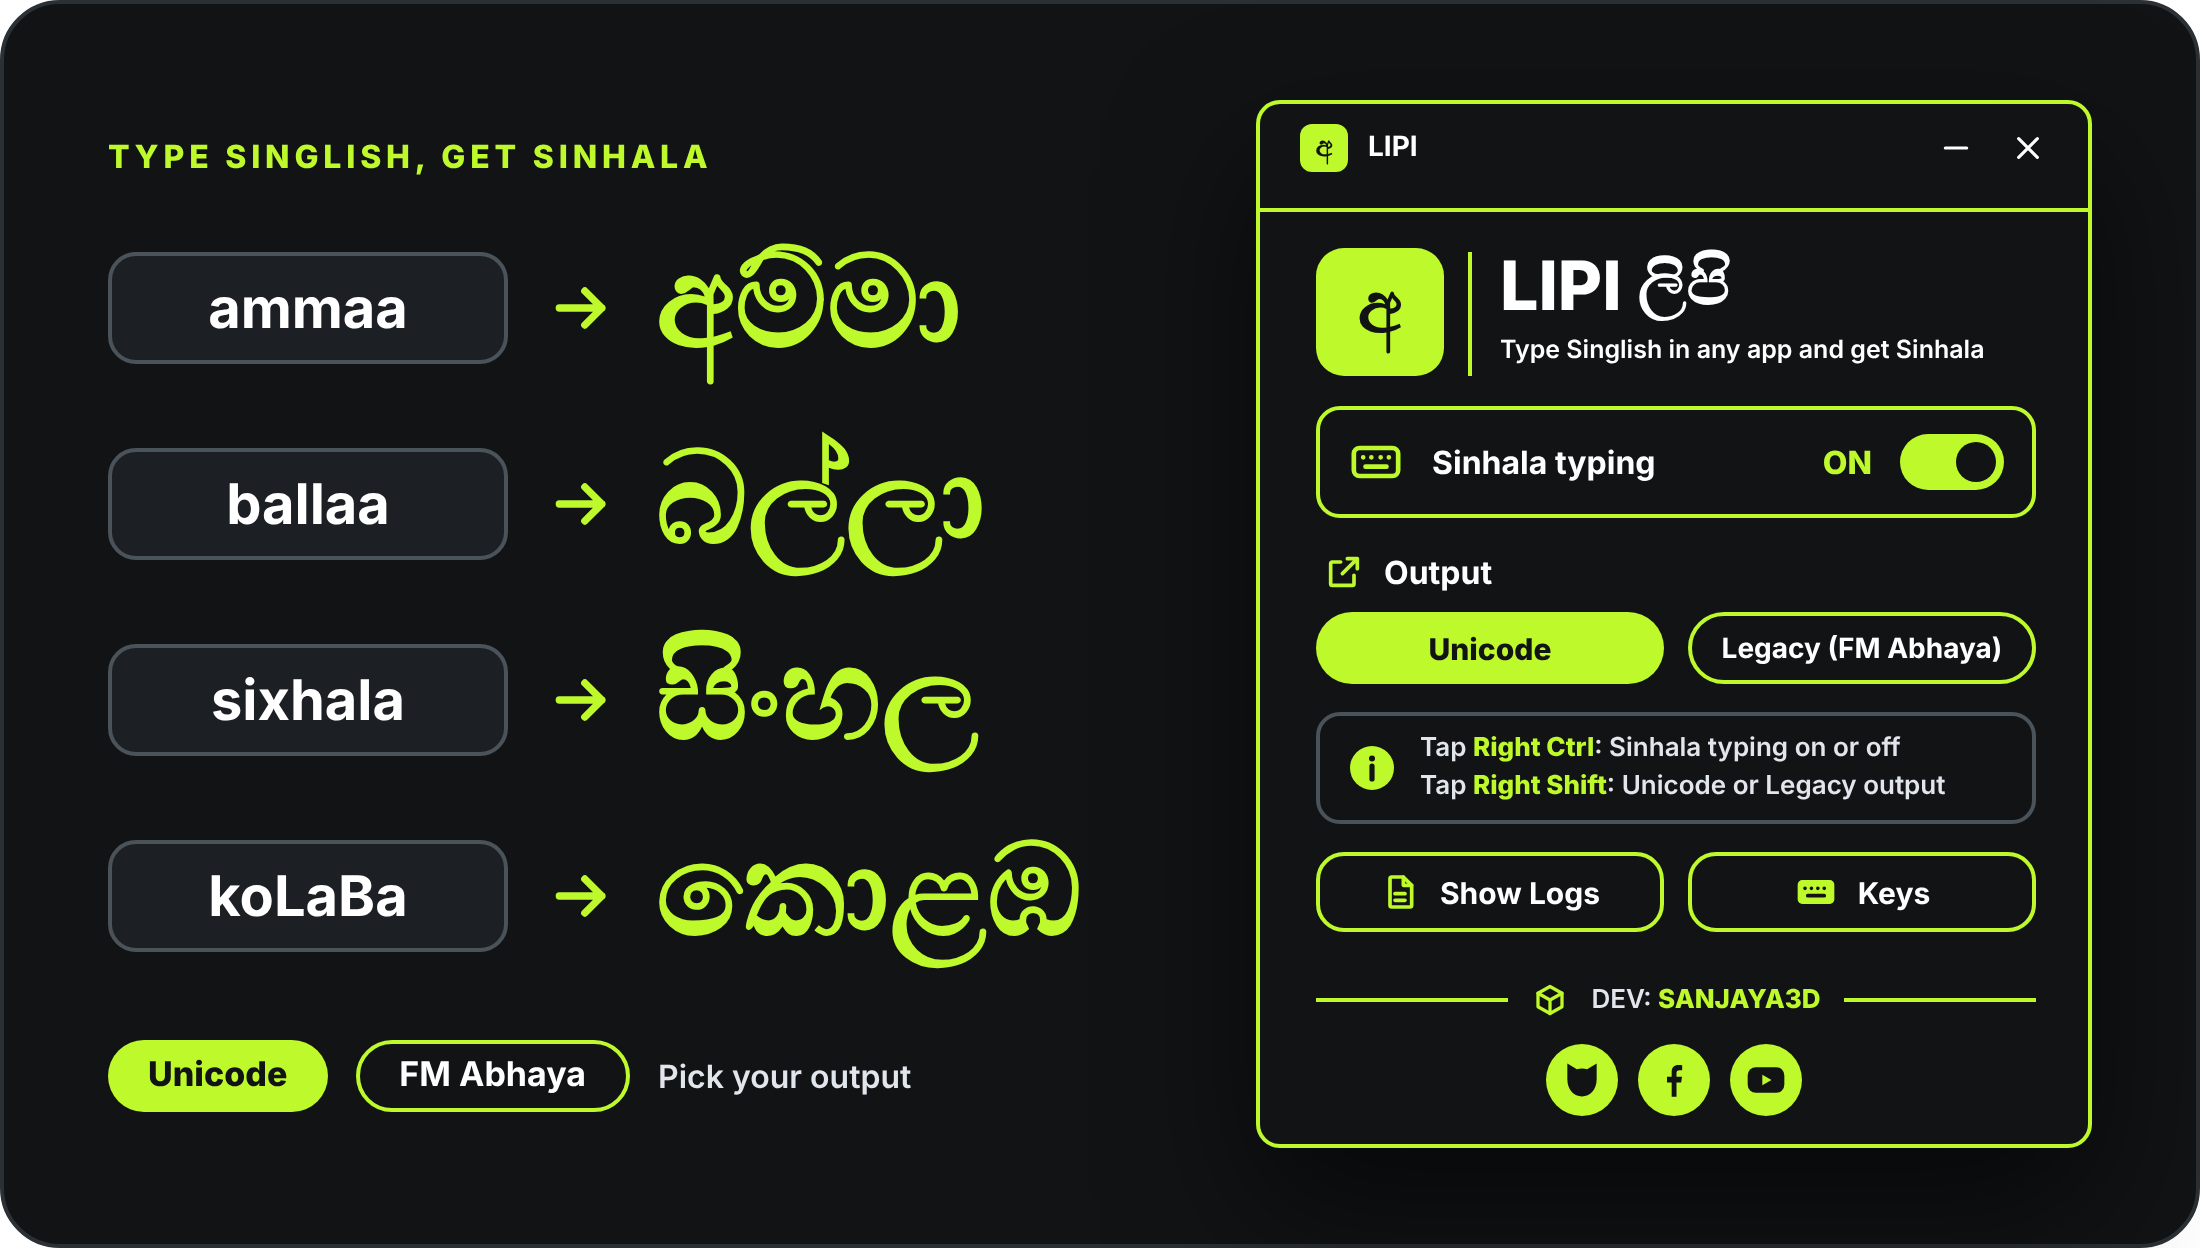 TYPE SINGLISH, GET SINHALA
ammaa → අම්මා
ballaa → බල්ලා
sixhala → සිංහල
koLaBa → කොළඹ
Unicode FM Abhaya Pick your output
අ LIPI
අ
LIPI ලිපි
Type Singlish in any app and get Sinhala
Sinhala typing ON
Output
Unicode Legacy (FM Abhaya)
Tap Right Ctrl: Sinhala typing on or off
Tap Right Shift: Unicode or Legacy output
Show Logs Keys
DEV: SANJAYA3D